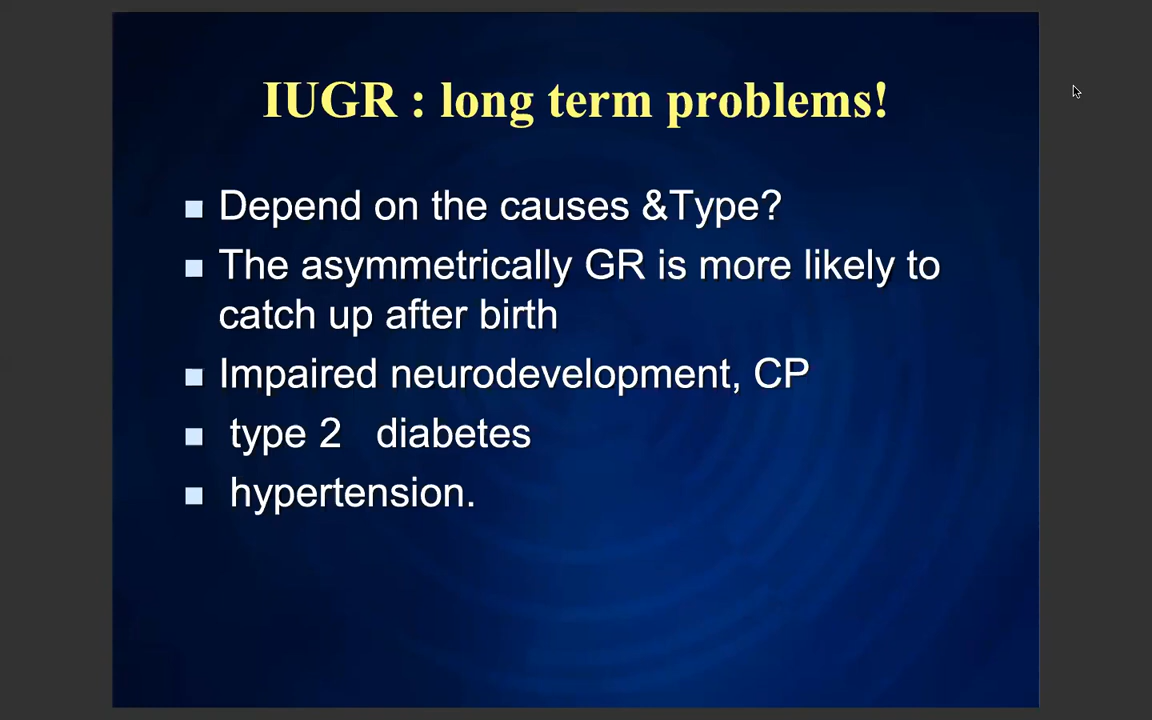 IUGR : long term problems!
Depend on the causes &Type?
The asymmetrically GR is more likely to
catch up after birth
Impaired neurodevelopment, CP
type 2 diabetes
hypertension.